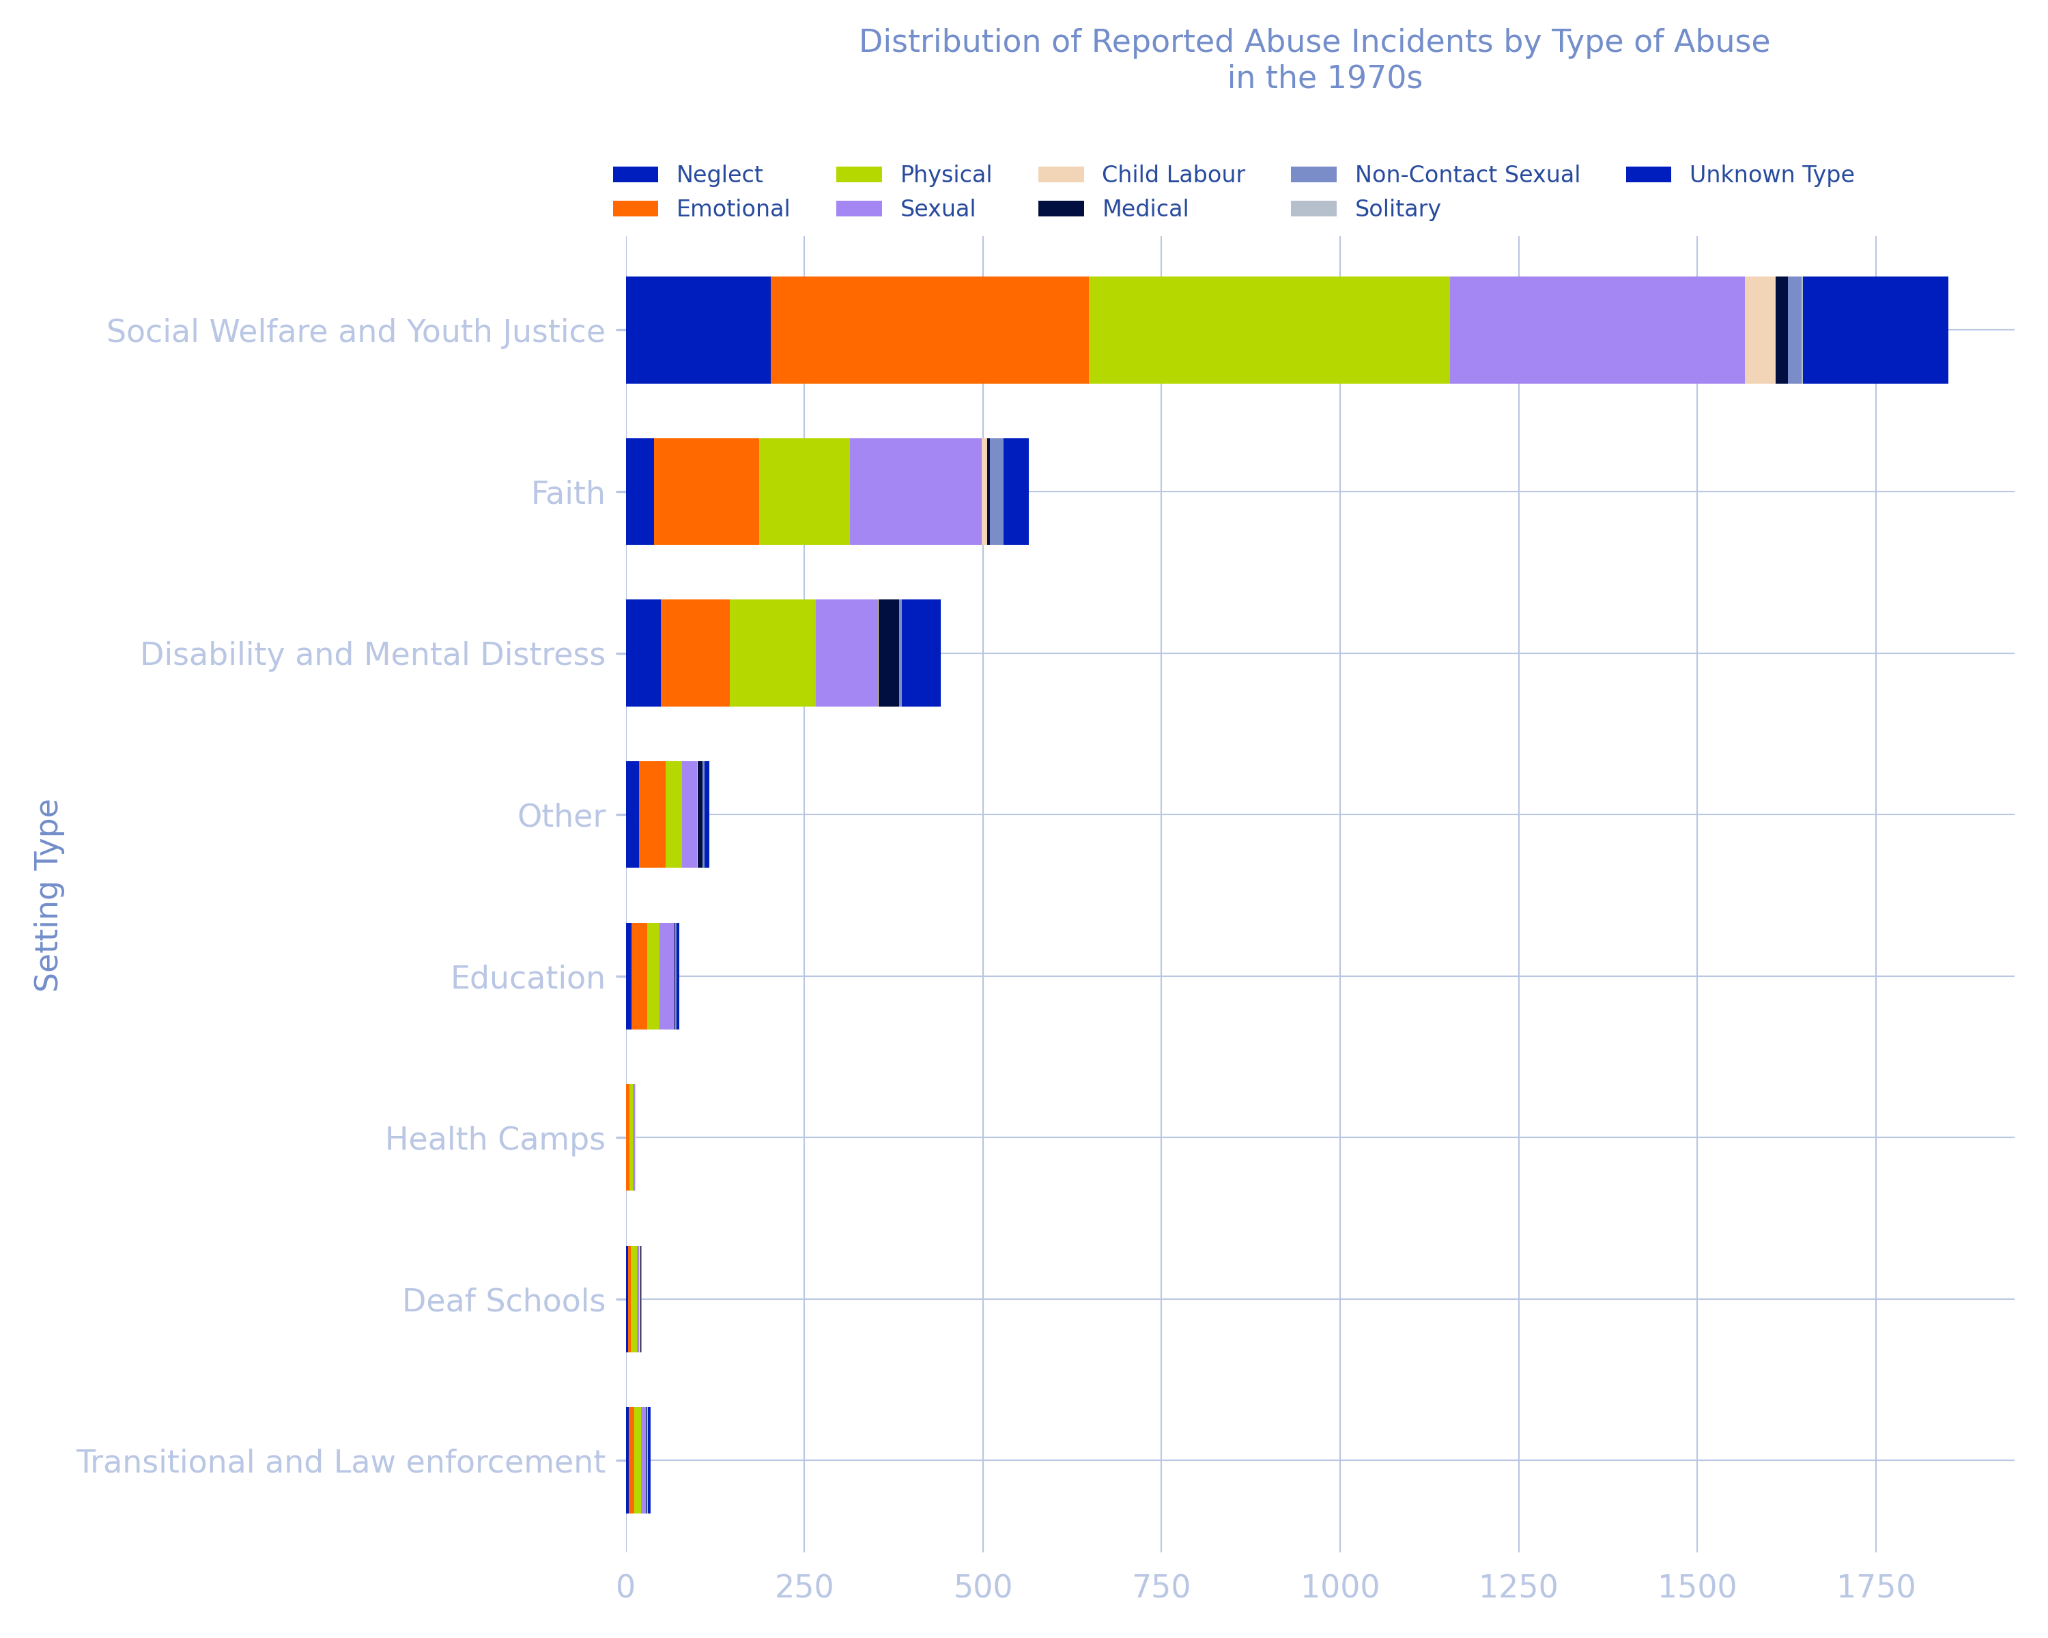 Distribution of Reported Abuse Incidents by Type of Abuse
in the 1970s
Neglect
Emotional
Physical
Sexual
Child Labour
Medical
Non-Contact Sexual
Solitary
Unknown Type
Setting Type
Social Welfare and Youth Justice
Faith
Disability and Mental Distress
Other
Education
Health Camps
Deaf Schools
Transitional and Law enforcement
0 250 500 750 1000 1250 1500 1750